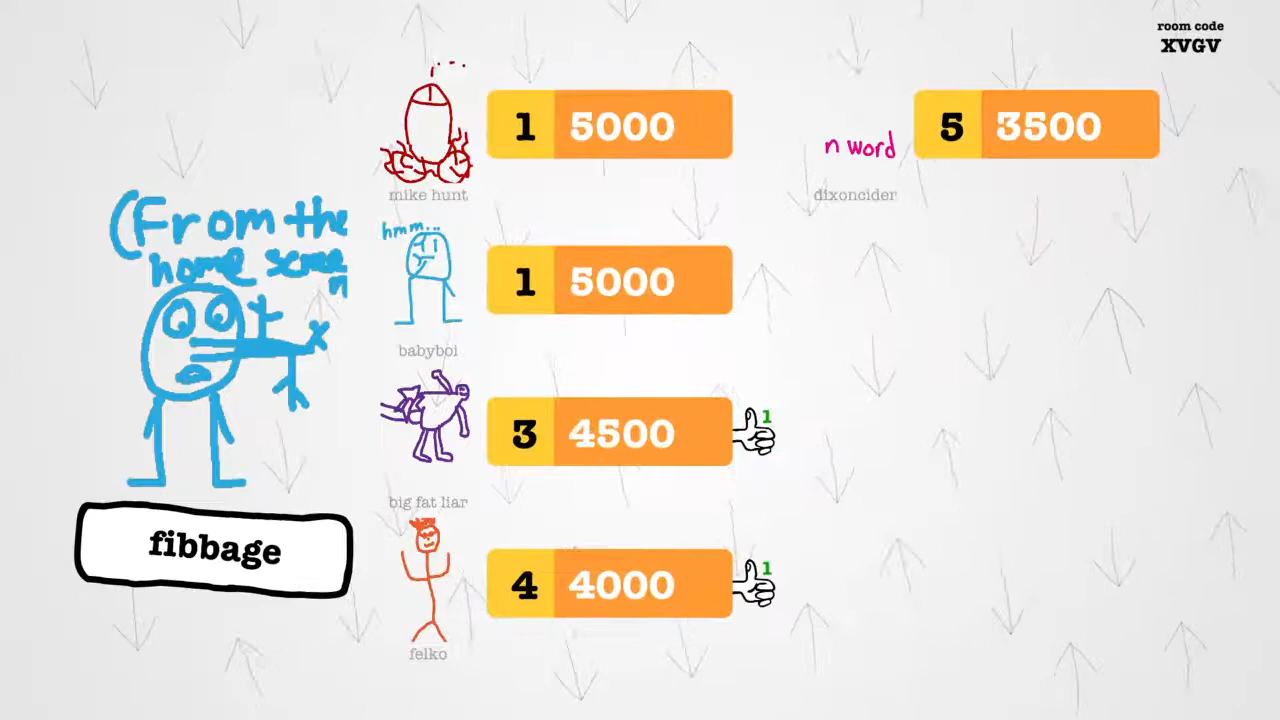 room code
XVGV
1 5000
mike hunt
n word
5 3500
dixoncider
(From the
home
hmm...
1 5000
babyboi
3 4500
1
big fat liar
fibbage
4 4000
1
felko